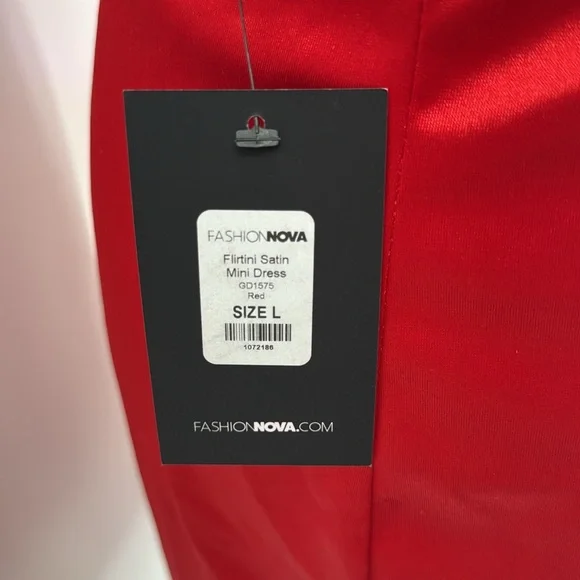 FASHIONNOVA
Flirtini Satin
Mini Dress
GD1575
Red
SIZE L
1072186
FASHIONNOVA.COM